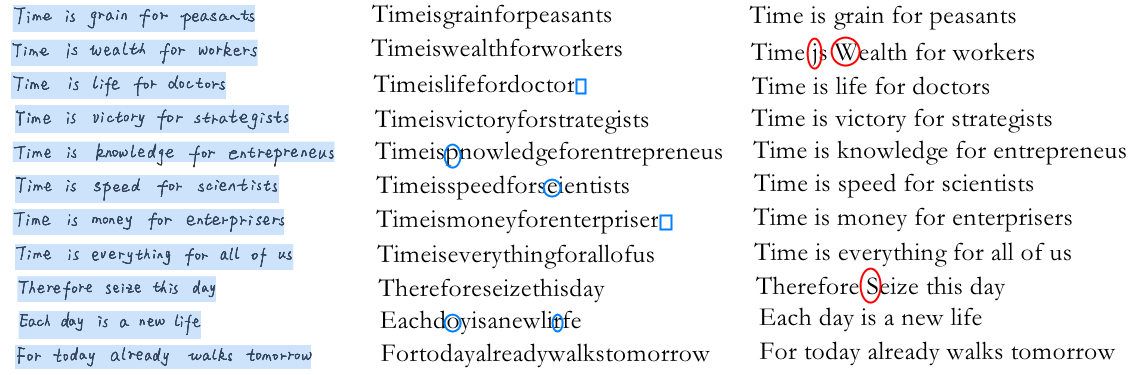 Time is grain for peasants
Time is wealth for workers
Time is life for doctors
Time is victory for strategists
Time is knowledge for entrepreneus
Time is speed for scientists
Time is money for enterprisers
Time is everything for all of us
Therefore seize this day
Each day is a new life
For today already walks tomorrow
Timeisgrainforpeasants
Timeiswealthforworkers
Timeislifefordoctor
Timeisvictoryforstrategists
Timeispnowledgeforentrepreneus
Timeisspeedforseientists
Timeismoneyforenterpriser
Timeiseverythingforallofus
Thereforeseizethisday
Eachdoyisanewlirfe
Fortodayalreadywalkstomorrow
Time is grain for peasants
Time js Wealth for workers
Time is life for doctors
Time is victory for strategists
Time is knowledge for entrepreneus
Time is speed for scientists
Time is money for enterprisers
Time is everything for all of us
Therefore Seize this day
Each day is a new life
For today already walks tomorrow